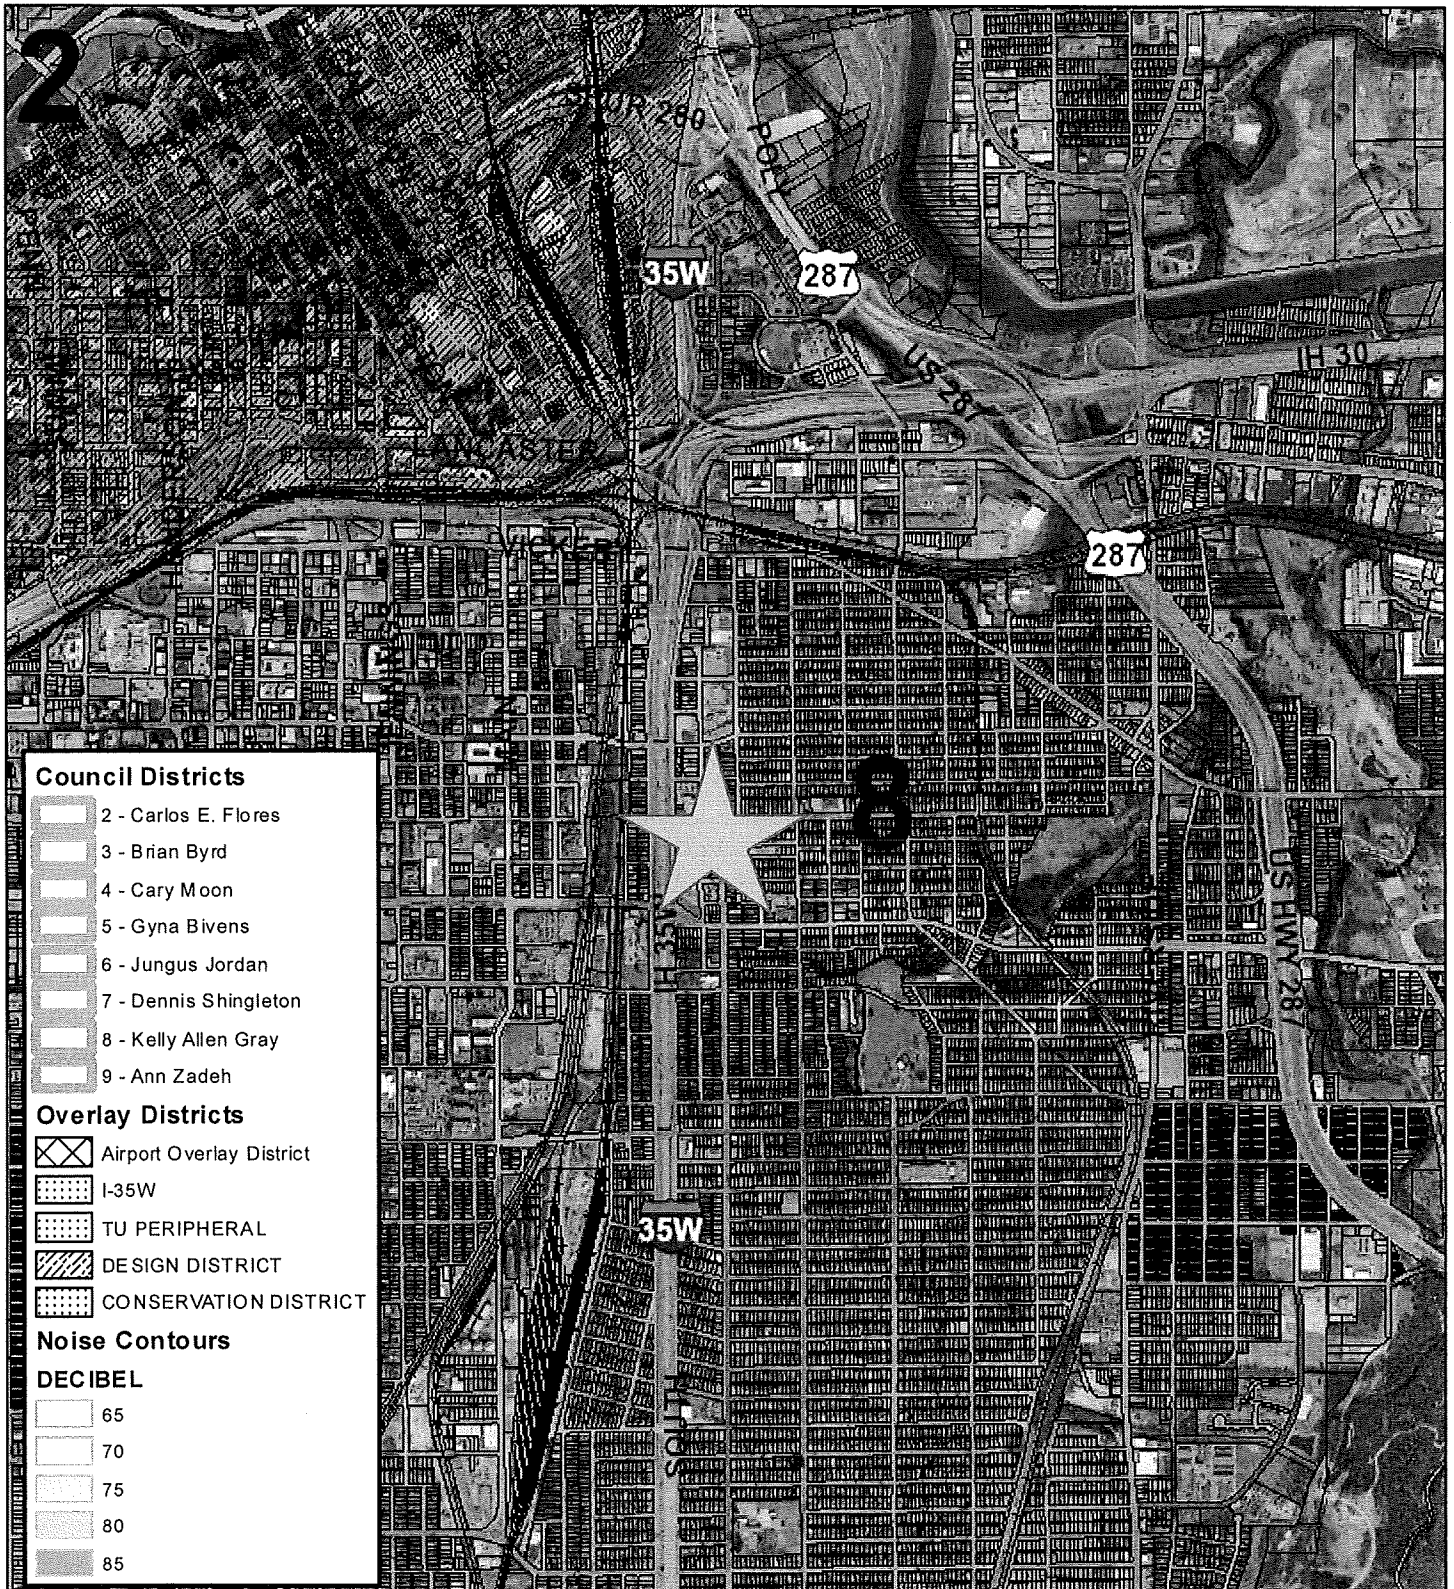 2
SPUR 280
POLY
35W
287
US 287
IH 30
LANCASTER
VICKERY
287
8
IH 35W
US HWY 287
35W
SOUTH
Council Districts
2 - Carlos E. Flores
3 - Brian Byrd
4 - Cary Moon
5 - Gyna Bivens
6 - Jungus Jordan
7 - Dennis Shingleton
8 - Kelly Allen Gray
9 - Ann Zadeh
Overlay Districts
Airport Overlay District
I-35W
TU PERIPHERAL
DESIGN DISTRICT
CONSERVATION DISTRICT
Noise Contours
DECIBEL
65
70
75
80
85